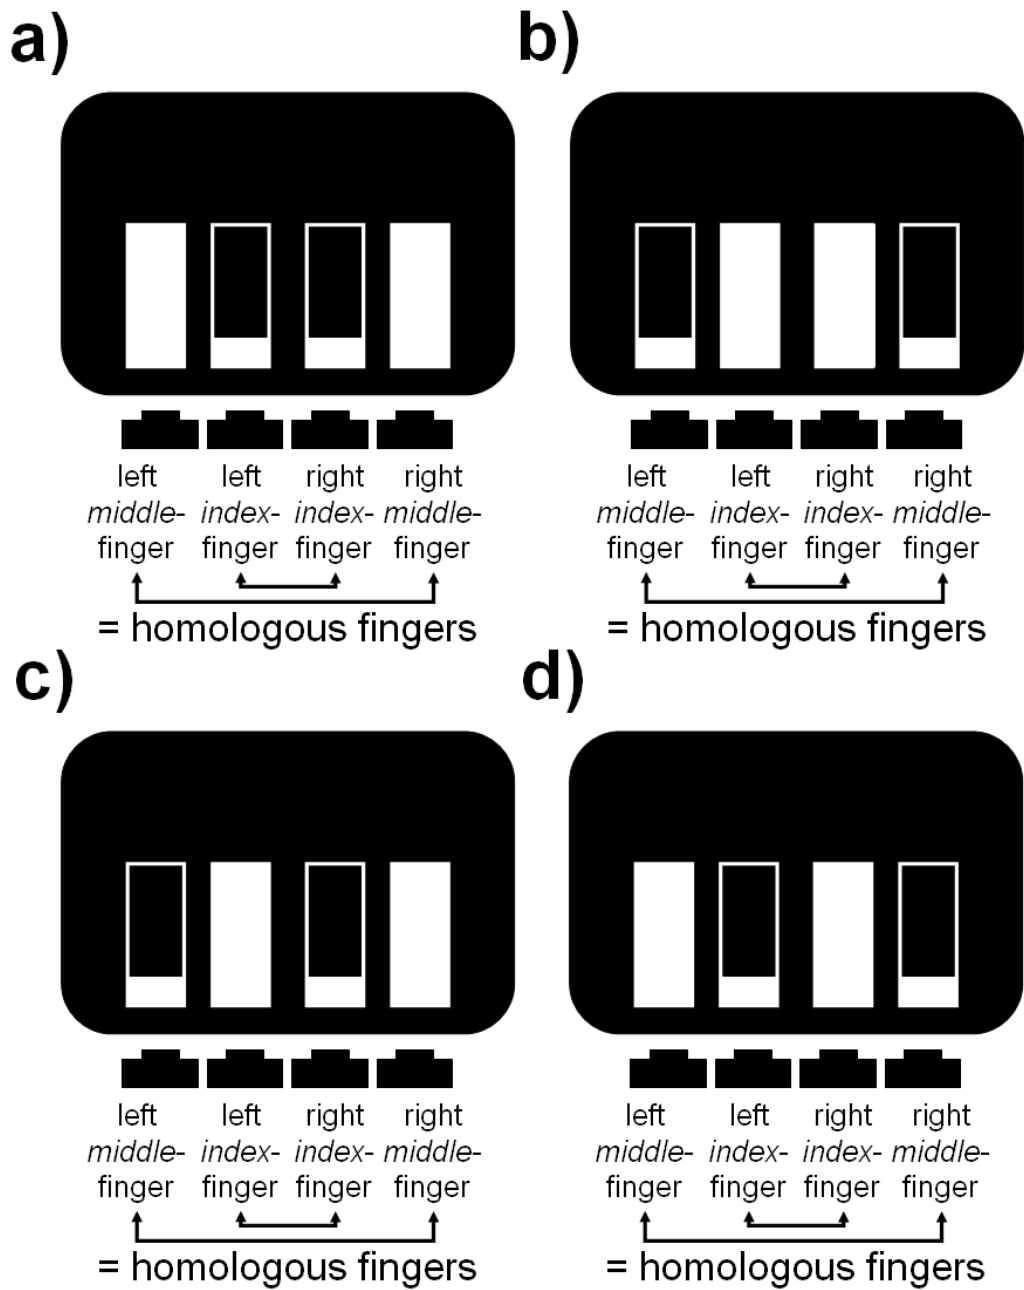 a)
b)
left left right right
middle- index- index- middle-
finger finger finger finger
= homologous fingers
left left right right
middle- index- index- middle-
finger finger finger finger
= homologous fingers
c)
d)
left left right right
middle- index- index- middle-
finger finger finger finger
= homologous fingers
left left right right
middle- index- index- middle-
finger finger finger finger
= homologous fingers